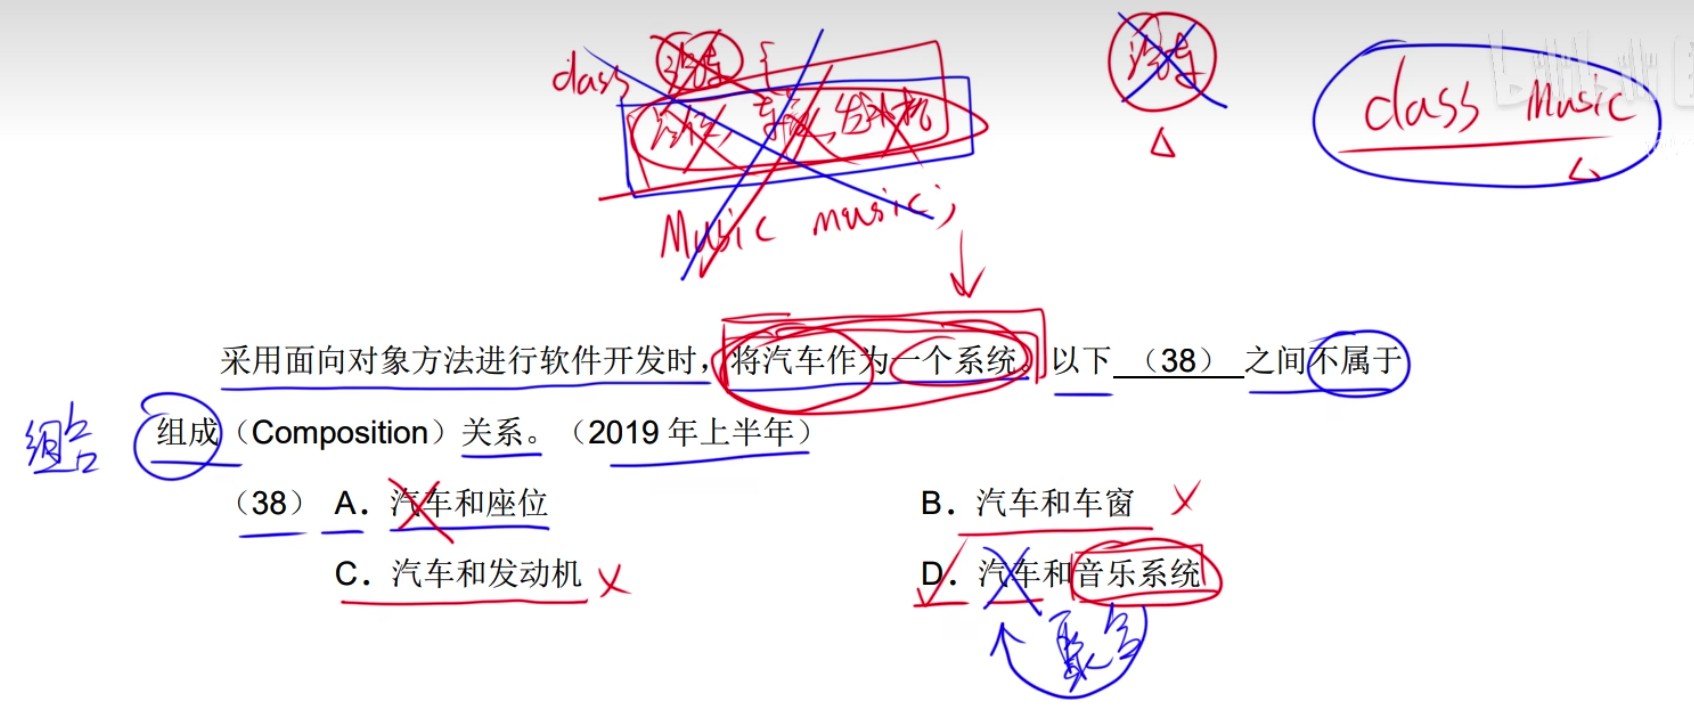 class 汽车 {
座位, 车窗, 发动机
Music music;
汽车
class Music
采用面向对象方法进行软件开发时，将汽车作为一个系统。以下 （38） 之间不属于
组合
组成（Composition）关系。（2019 年上半年）
（38） A. 汽车和座位 B. 汽车和车窗
C. 汽车和发动机 D. 汽车和音乐系统
聚合